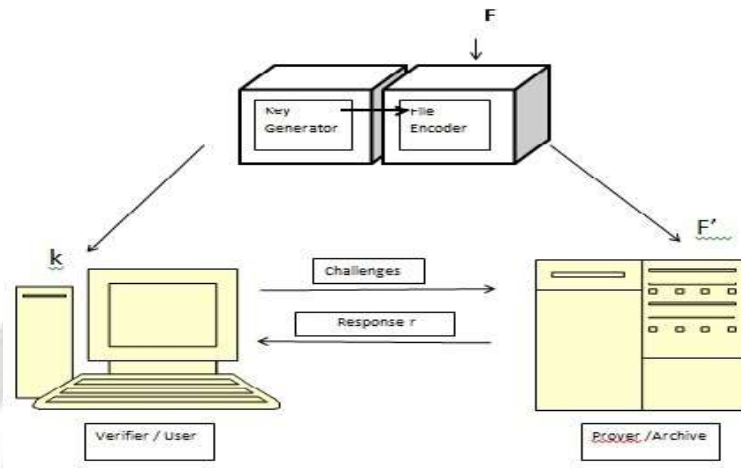 F
Key
Generator
File
Encoder
k
F'
Challenges
Response r
Verifier / User
Prover /Archive